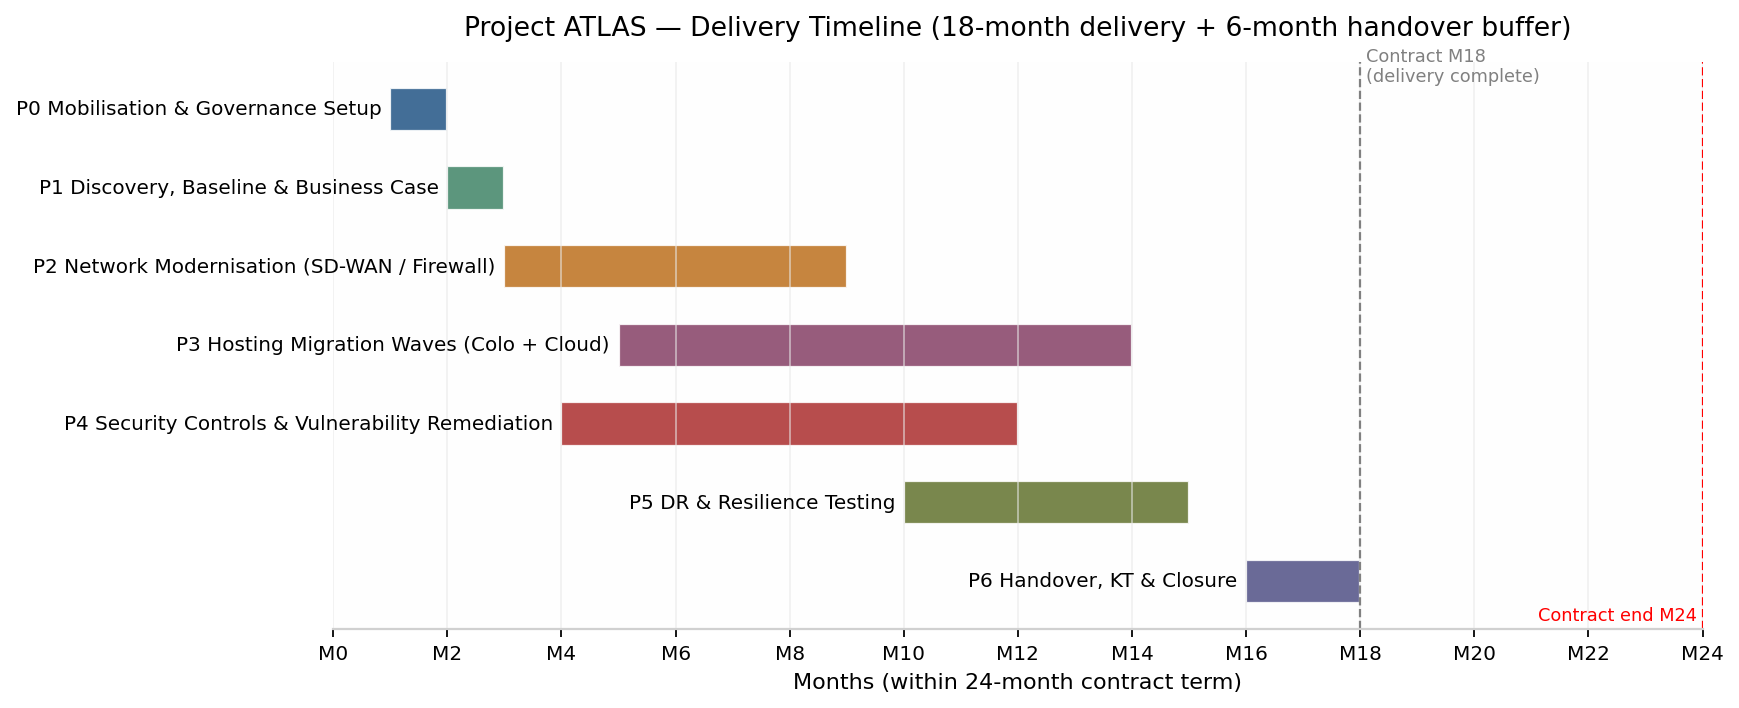 Project ATLAS — Delivery Timeline (18-month delivery + 6-month handover buffer)
Contract M18
(delivery complete)
P0 Mobilisation & Governance Setup
P1 Discovery, Baseline & Business Case
P2 Network Modernisation (SD-WAN / Firewall)
P3 Hosting Migration Waves (Colo + Cloud)
P4 Security Controls & Vulnerability Remediation
P5 DR & Resilience Testing
P6 Handover, KT & Closure
Contract end M24
M0 M2 M4 M6 M8 M10 M12 M14 M16 M18 M20 M22 M24
Months (within 24-month contract term)